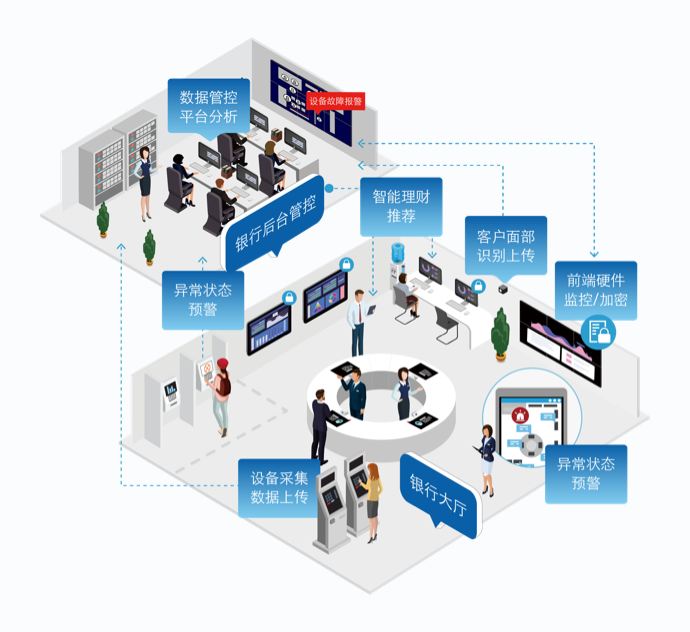 数据管控
平台分析
设备故障报警
银行后台管控
智能理财
推荐
客户面部
识别上传
前端硬件
监控/加密
异常状态
预警
设备采集
数据上传
银行大厅
异常状态
预警